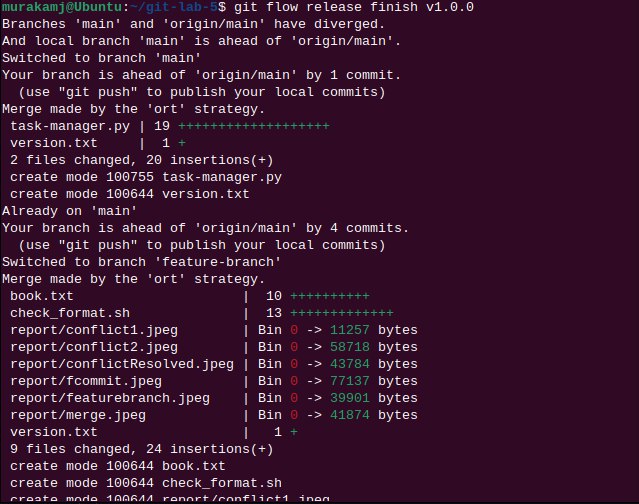 murakamj@Ubuntu:~/git-lab-5$ git flow release finish v1.0.0
Branches 'main' and 'origin/main' have diverged.
And local branch 'main' is ahead of 'origin/main'.
Switched to branch 'main'
Your branch is ahead of 'origin/main' by 1 commit.
  (use "git push" to publish your local commits)
Merge made by the 'ort' strategy.
 task-manager.py | 19 +++++++++++++++++++
 version.txt     |  1 +
 2 files changed, 20 insertions(+)
 create mode 100755 task-manager.py
 create mode 100644 version.txt
Already on 'main'
Your branch is ahead of 'origin/main' by 4 commits.
  (use "git push" to publish your local commits)
Switched to branch 'feature-branch'
Merge made by the 'ort' strategy.
 book.txt                   |  10 ++++++++++
 check_format.sh            |  13 +++++++++++++
 report/conflict1.jpeg      | Bin 0 -> 11257 bytes
 report/conflict2.jpeg      | Bin 0 -> 58718 bytes
 report/conflictResolved.jpeg | Bin 0 -> 43784 bytes
 report/fcommit.jpeg        | Bin 0 -> 77137 bytes
 report/featurebranch.jpeg  | Bin 0 -> 39901 bytes
 report/merge.jpeg          | Bin 0 -> 41874 bytes
 version.txt                |   1 +
 9 files changed, 24 insertions(+)
 create mode 100644 book.txt
 create mode 100644 check_format.sh
 create mode 100644 report/conflict1.jpeg